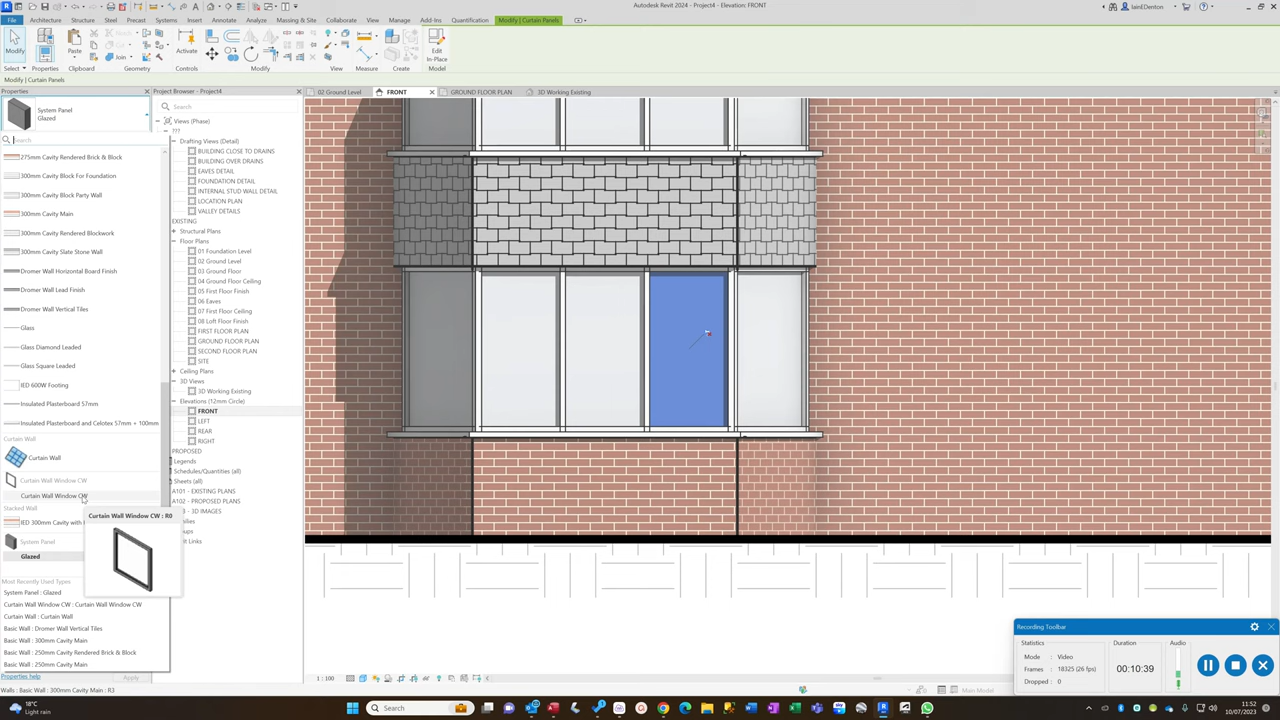 Autodesk Revit 2024 - Project4 - Elevation: FRONT
IainEDenton
File
Architecture
Structure
Steel
Precast
Systems
Insert
Annotate
Analyze
Massing & Site
Collaborate
View
Manage
Add-Ins
Quantification
Modify | Curtain Panels
Modify
Paste
Join
Activate
Edit
In-Place
Select
Properties
Clipboard
Geometry
Controls
Modify
View
Measure
Create
Model
Modify | Curtain Panels
Properties
System Panel
Glazed
Search
275mm Cavity Rendered Brick & Block
300mm Cavity Block For Foundation
300mm Cavity Block Party Wall
300mm Cavity Main
300mm Cavity Rendered Blockwork
300mm Cavity Slate Stone Wall
Dromer Wall Horizontal Board Finish
Dromer Wall Lead Finish
Dromer Wall Vertical Tiles
Glass
Glass Diamond Leaded
Glass Square Leaded
IED 600W Footing
Insulated Plasterboard 57mm
Insulated Plasterboard and Celotex 57mm + 100mm
Curtain Wall
Curtain Wall
Curtain Wall Window CW
Curtain Wall Window CW
Stacked Wall
IED 300mm Cavity with
System Panel
Glazed
Curtain Wall Window CW : R0
Most Recently Used Types
System Panel : Glazed
Curtain Wall Window CW : Curtain Wall Window CW
Curtain Wall : Curtain Wall
Basic Wall : Dromer Wall Vertical Tiles
Basic Wall : 300mm Cavity Main
Basic Wall : 250mm Cavity Rendered Brick & Block
Basic Wall : 250mm Cavity Main
Properties help
Apply
Project Browser - Project4
Search
Views (Phase)
???
Drafting Views (Detail)
BUILDING CLOSE TO DRAINS
BUILDING OVER DRAINS
EAVES DETAIL
FOUNDATION DETAIL
INTERNAL STUD WALL DETAIL
LOCATION PLAN
VALLEY DETAILS
EXISTING
Structural Plans
Floor Plans
01 Foundation Level
02 Ground Level
03 Ground Floor
04 Ground Floor Ceiling
05 First Floor Finish
06 Eaves
07 First Floor Ceiling
08 Loft Floor Finish
FIRST FLOOR PLAN
GROUND FLOOR PLAN
SECOND FLOOR PLAN
SITE
Ceiling Plans
3D Views
3D Working Existing
Elevations (12mm Circle)
FRONT
LEFT
REAR
RIGHT
PROPOSED
Legends
Schedules/Quantities (all)
Sheets (all)
A101 - EXISTING PLANS
A102 - PROPOSED PLANS
3 - 3D IMAGES
02 Ground Level
FRONT
GROUND FLOOR PLAN
3D Working Existing
1 : 100
Walls : Basic Wall : 300mm Cavity Main : R3
Main Model
Recording Toolbar
Statistics
Mode : Video
Frames : 18325 (26 fps)
Dropped : 0
Duration
00:10:39
Audio
18°C
Light rain
Search
11:52
10/07/2023